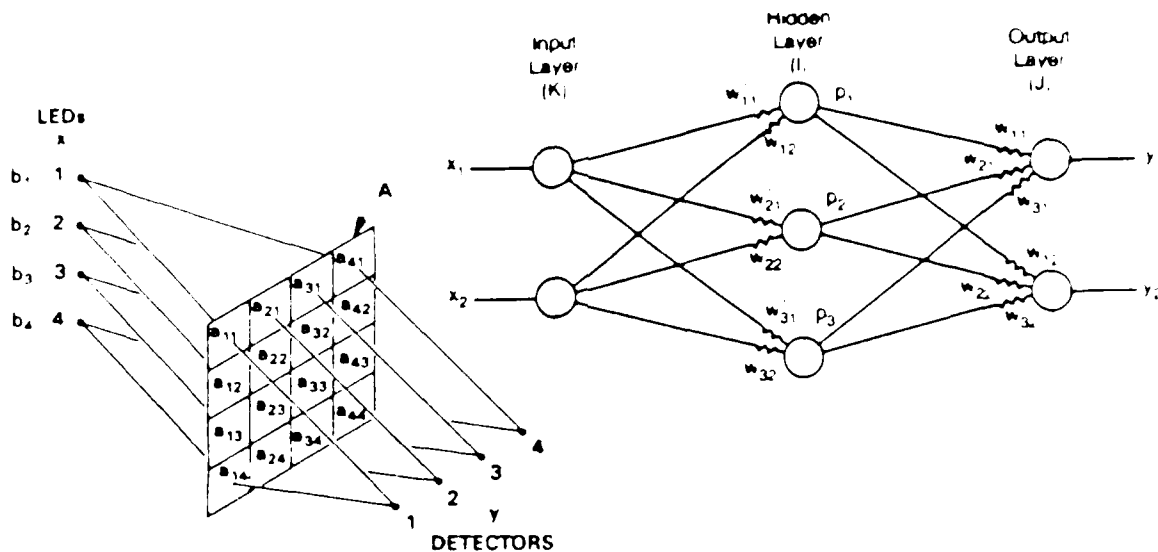 LEDs
x
b₁ 1
b₂ 2
b₃ 3
b₄ 4
A
a₁₁ a₂₁ a₃₁ a₄₁
a₁₂ a₂₂ a₃₂ a₄₂
a₁₃ a₂₃ a₃₃ a₄₃
a₁₄ a₂₄ a₃₄ a₄₄
1 2 3 4
y
DETECTORS
Input
Layer
(K)
Hidden
Layer
(I)
Output
Layer
(J)
x₁
x₂
w₁₁
w₁₂
w₂₁
w₂₂
w₃₁
w₃₂
p₁
p₂
p₃
w₁₁
w₂₁
w₃₁
w₁₂
w₂₂
y
y₂